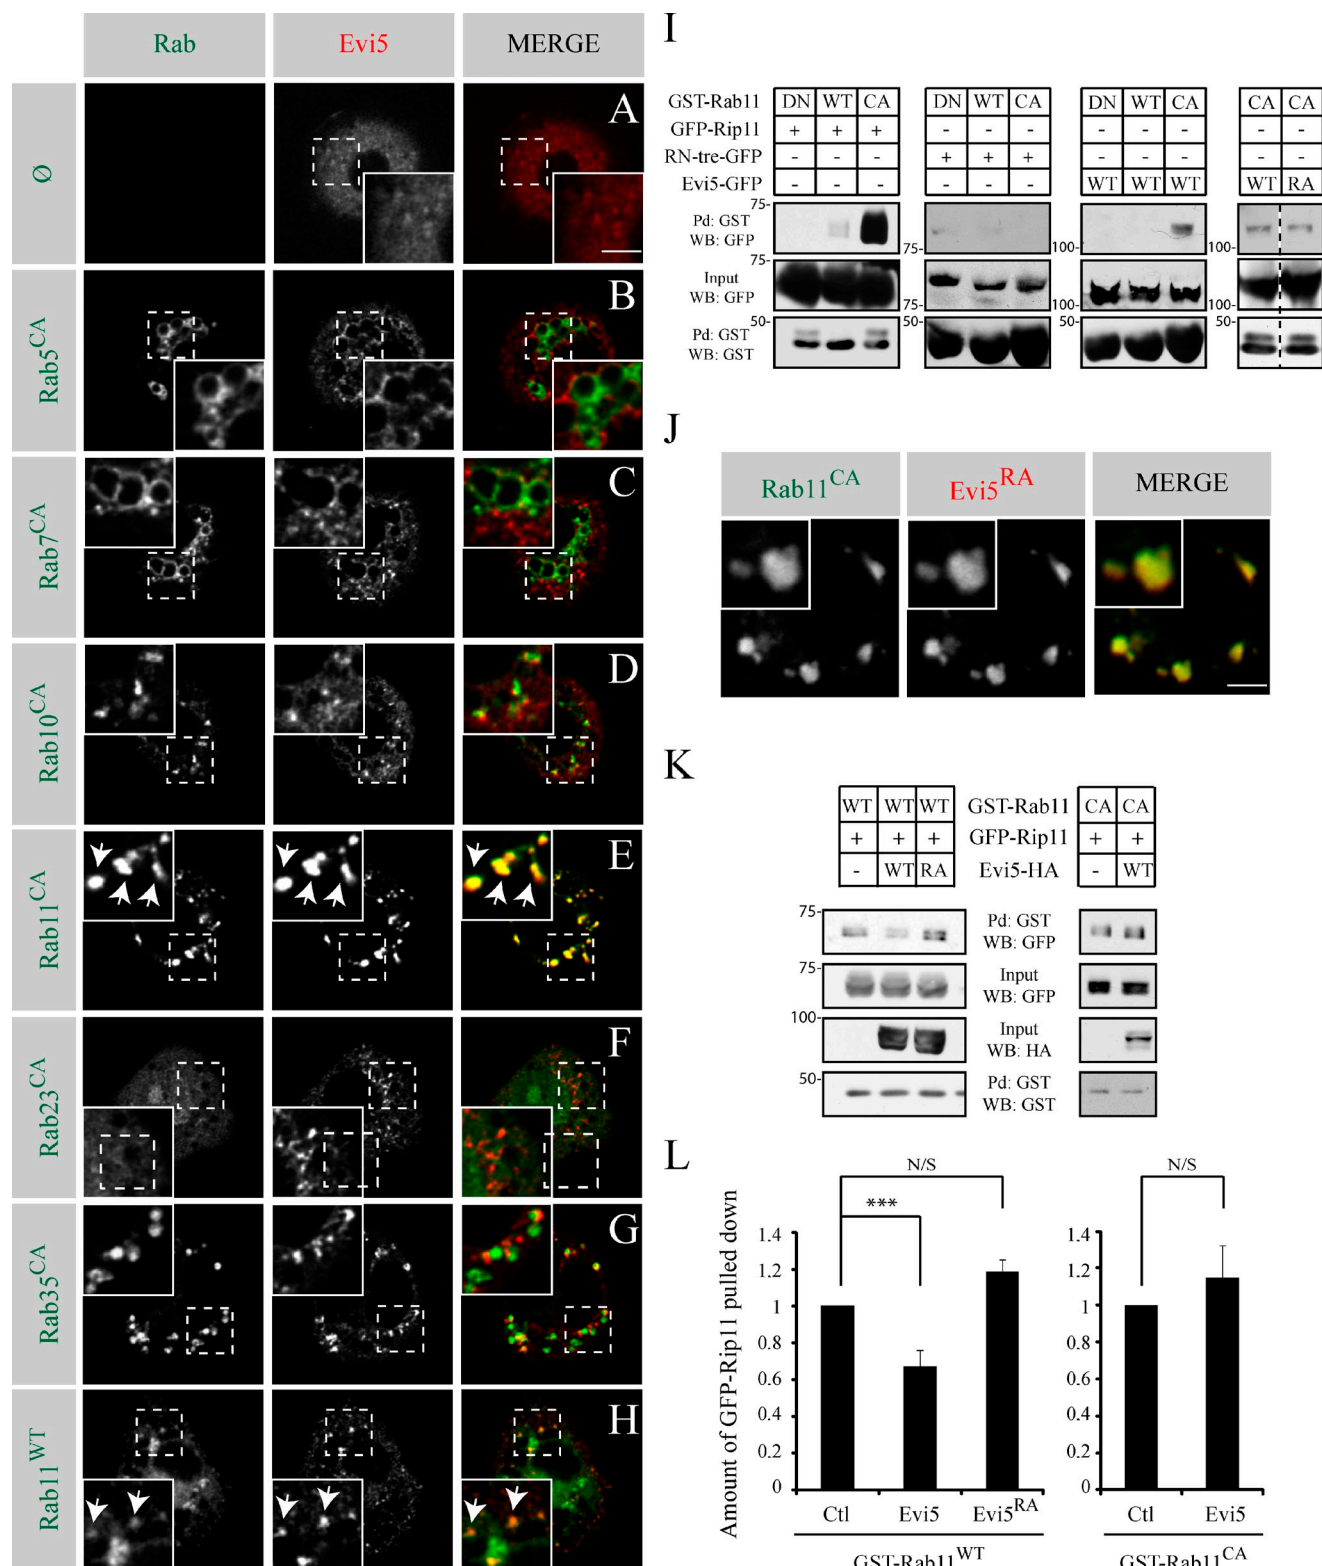 Rab Evi5 MERGE
Ø A
Rab5CA B
Rab7CA C
Rab10CA D
Rab11CA E
Rab23CA F
Rab35CA G
Rab11WT H
I
GST-Rab11 DN WT CA DN WT CA DN WT CA CA CA
GFP-Rip11 + + + - - - - - - - -
RN-tre-GFP - - - + + + - - - - -
Evi5-GFP - - - - - - WT WT WT WT RA
Pd: GST
WB: GFP
75- 75- 100- 100-
Input
WB: GFP
75- 75- 100- 100-
Pd: GST
WB: GST
50- 50- 50- 50-
J
Rab11CA Evi5RA MERGE
K
WT WT WT GST-Rab11 CA CA
+ + + GFP-Rip11 + +
- WT RA Evi5-HA - WT
75- Pd: GST
WB: GFP
75- Input
WB: GFP
100- Input
WB: HA
50- Pd: GST
WB: GST
L
N/S N/S
***
Amount of GFP-Rip11 pulled down
1.4 1.4
1.2 1.2
1 1
0.8 0.8
0.6 0.6
0.4 0.4
0.2 0.2
0 0
Ctl Evi5 Evi5RA Ctl Evi5
GST-Rab11WT GST-Rab11CA